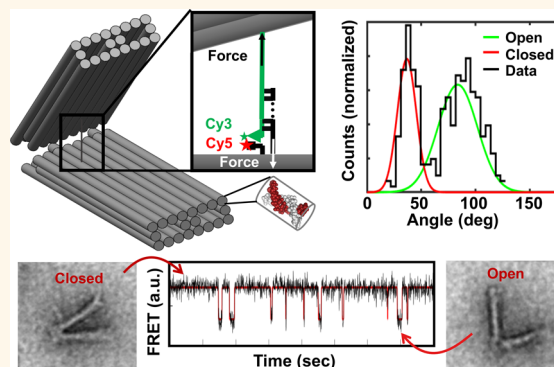 Force
Cy3
Cy5
Force
Counts (normalized)
Open
Closed
Data
0 50 100 150
Angle (deg)
Closed
FRET (a.u.)
Time (sec)
Open